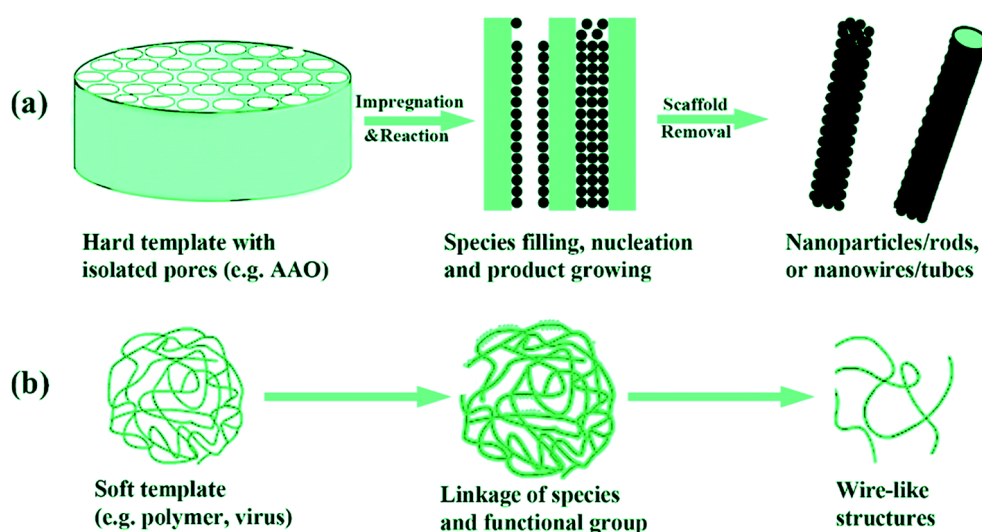 (a)
Impregnation
&Reaction
Scaffold
Removal
Hard template with
isolated pores (e.g. AAO)
Species filling, nucleation
and product growing
Nanoparticles/rods,
or nanowires/tubes
(b)
Soft template
(e.g. polymer, virus)
Linkage of species
and functional group
Wire-like
structures